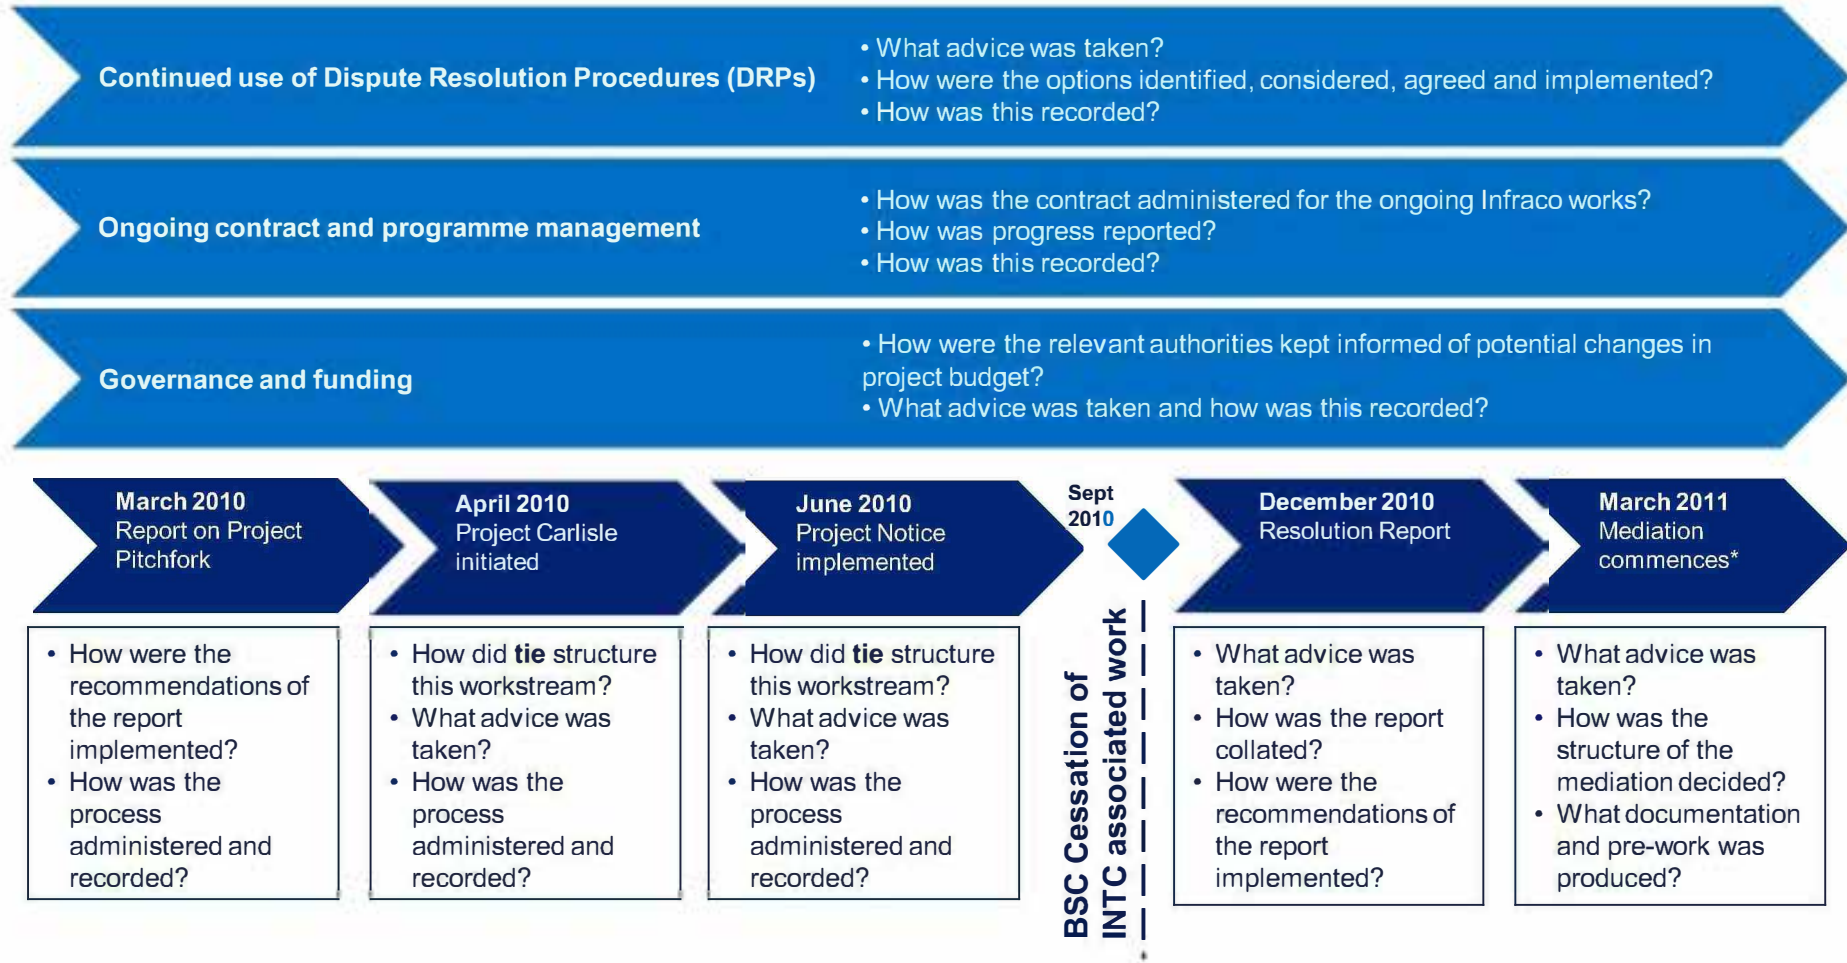 Continued use of Dispute Resolution Procedures (DRPs)
• What advice was taken?
• How were the options identified, considered, agreed and implemented?
• How was this recorded?
Ongoing contract and programme management
• How was the contract administered for the ongoing Infraco works?
• How was progress reported?
• How was this recorded?
Governance and funding
• How were the relevant authorities kept informed of potential changes in
project budget?
• What advice was taken and how was this recorded?
March 2010
Report on Project
Pitchfork
• How were the
recommendations of
the report
implemented?
• How was the
process
administered and
recorded?
April 2010
Project Carlisle
initiated
• How did tie structure
this workstream?
• What advice was
taken?
• How was the
process
administered and
recorded?
June 2010
Project Notice
implemented
• How did tie structure
this workstream?
• What advice was
taken?
• How was the
process
administered and
recorded?
Sept
2010
BSC Cessation of
INTC associated work
December 2010
Resolution Report
• What advice was
taken?
• How was the report
collated?
• How were the
recommendations of
the report
implemented?
March 2011
Mediation
commences*
• What advice was
taken?
• How was the
structure of the
mediation decided?
• What documentation
and pre-work was
produced?